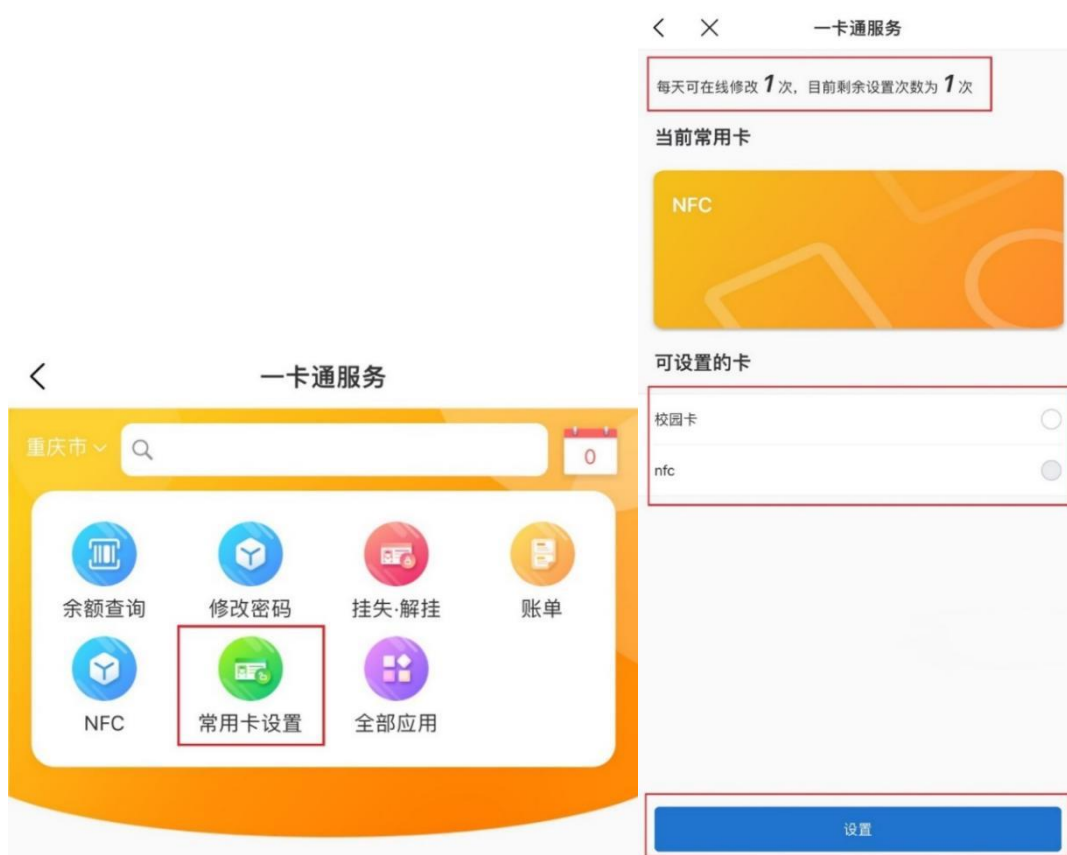 一卡通服务
重庆市
0
余额查询 修改密码 挂失·解挂 账单
NFC 常用卡设置 全部应用
一卡通服务
每天可在线修改 1 次，目前剩余设置次数为 1 次
当前常用卡
NFC
可设置的卡
校园卡
nfc
设置